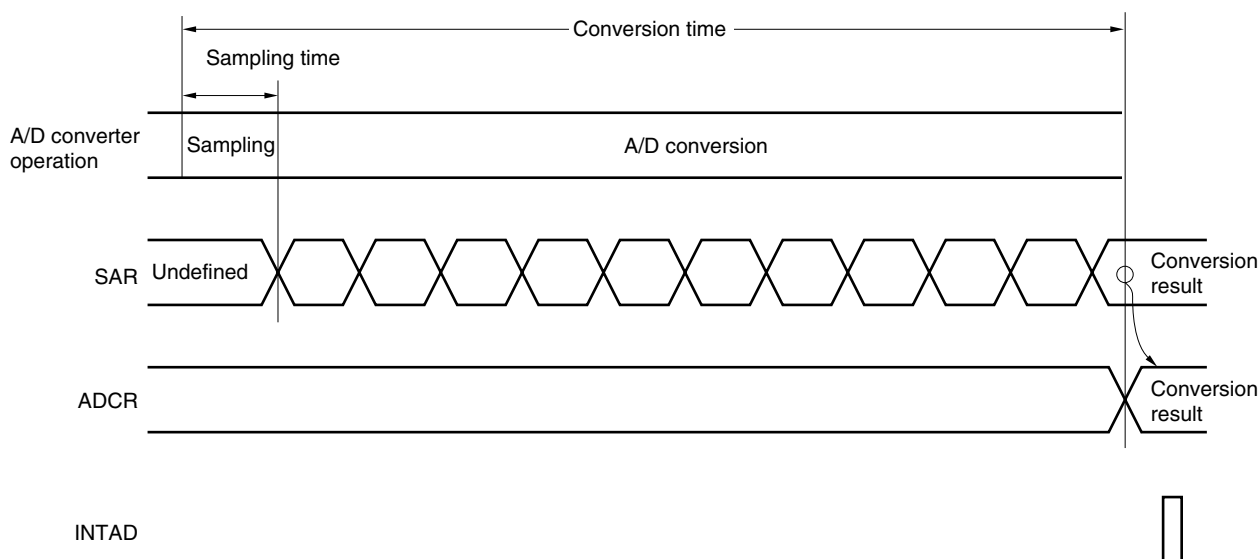 Conversion time
Sampling time
A/D converter
operation
Sampling
A/D conversion
SAR
Undefined
Conversion
result
ADCR
Conversion
result
INTAD